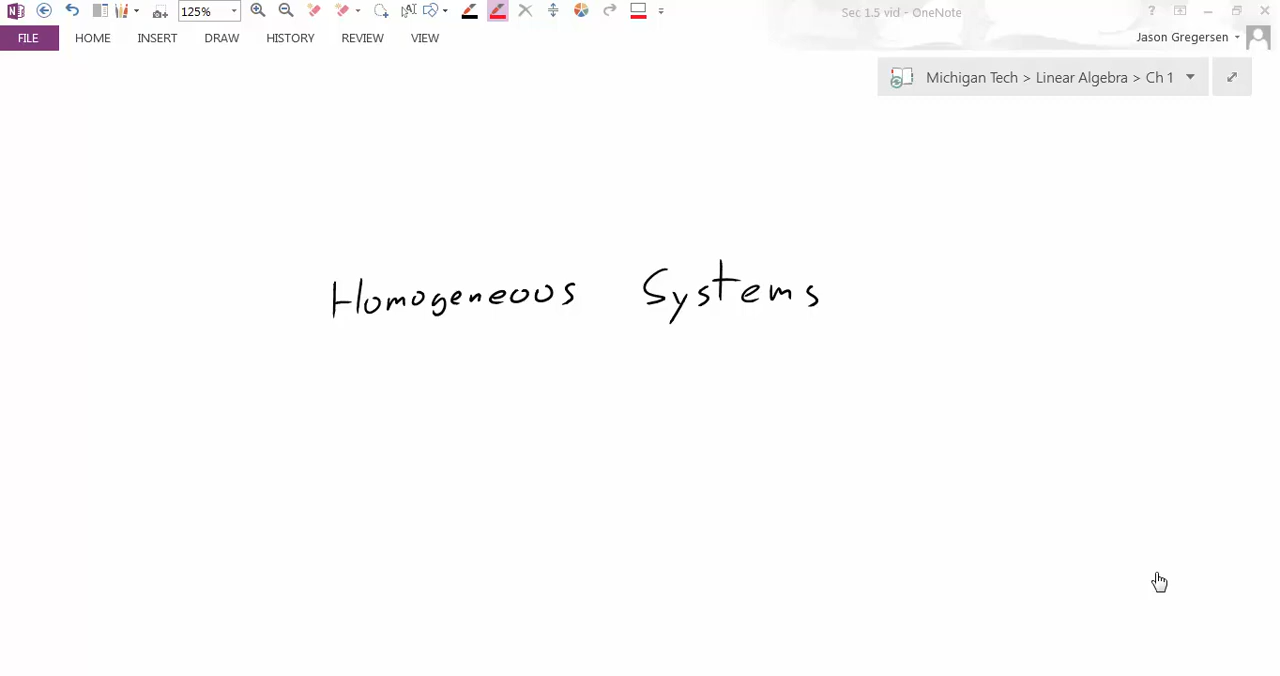 125%
Sec 1.5 vid - OneNote
?
FILE HOME INSERT DRAW HISTORY REVIEW VIEW
Jason Gregersen
Michigan Tech > Linear Algebra > Ch 1
Homogeneous Systems